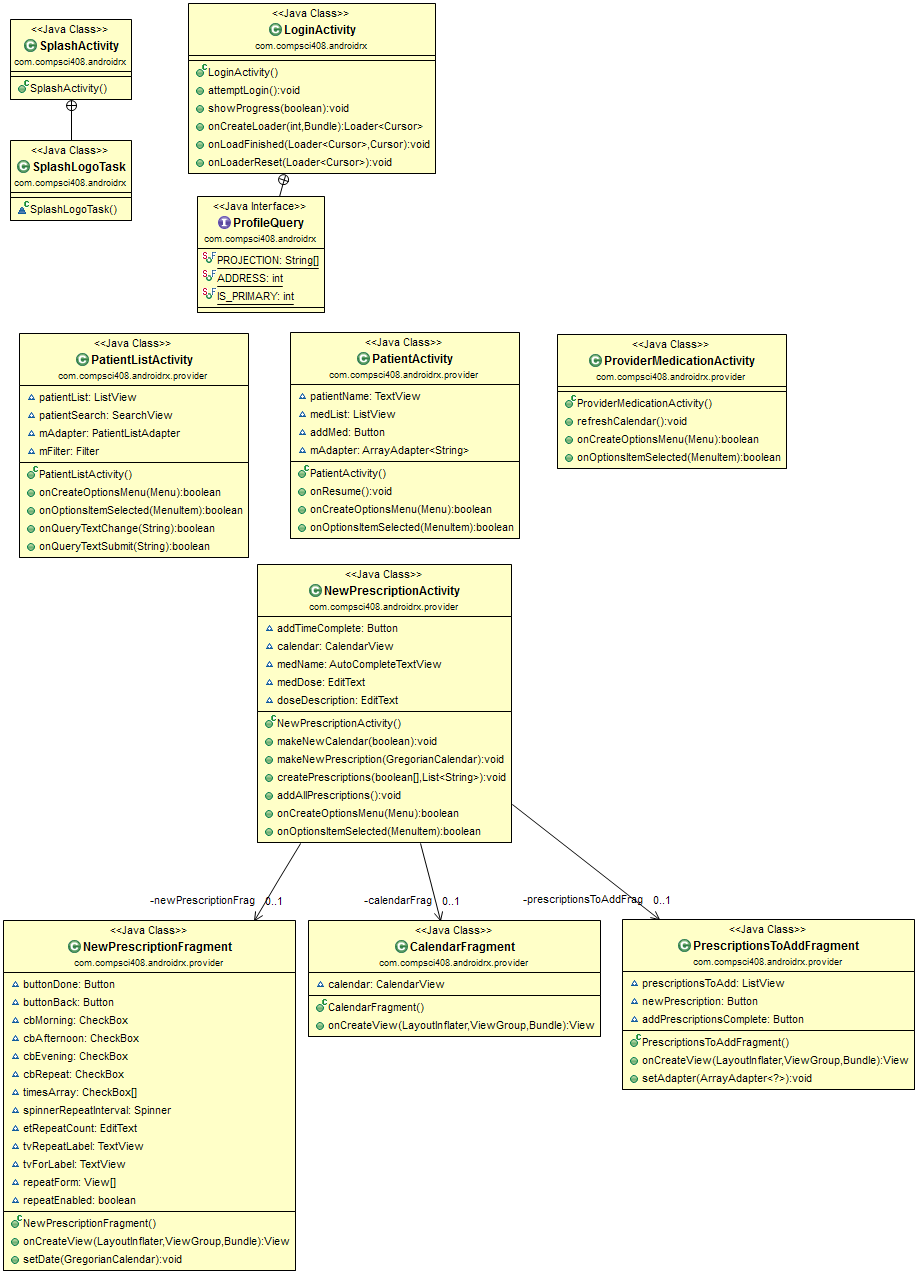 <<Java Class>>
SplashActivity
com.compsci408.androidrx
SplashActivity()
<<Java Class>>
SplashLogoTask
com.compsci408.androidrx
SplashLogoTask()
<<Java Class>>
LoginActivity
com.compsci408.androidrx
LoginActivity()
attemptLogin():void
showProgress(boolean):void
onCreateLoader(int,Bundle):Loader<Cursor>
onLoadFinished(Loader<Cursor>,Cursor):void
onLoaderReset(Loader<Cursor>):void
<<Java Interface>>
ProfileQuery
com.compsci408.androidrx
PROJECTION: String[]
ADDRESS: int
IS_PRIMARY: int
<<Java Class>>
PatientListActivity
com.compsci408.androidrx.provider
patientList: ListView
patientSearch: SearchView
mAdapter: PatientListAdapter
mFilter: Filter
PatientListActivity()
onCreateOptionsMenu(Menu):boolean
onOptionsItemSelected(MenuItem):boolean
onQueryTextChange(String):boolean
onQueryTextSubmit(String):boolean
<<Java Class>>
PatientActivity
com.compsci408.androidrx.provider
patientName: TextView
medList: ListView
addMed: Button
mAdapter: ArrayAdapter<String>
PatientActivity()
onResume():void
onCreateOptionsMenu(Menu):boolean
onOptionsItemSelected(MenuItem):boolean
<<Java Class>>
ProviderMedicationActivity
com.compsci408.androidrx.provider
ProviderMedicationActivity()
refreshCalendar():void
onCreateOptionsMenu(Menu):boolean
onOptionsItemSelected(MenuItem):boolean
<<Java Class>>
NewPrescriptionActivity
com.compsci408.androidrx.provider
addTimeComplete: Button
calendar: CalendarView
medName: AutoCompleteTextView
medDose: EditText
doseDescription: EditText
NewPrescriptionActivity()
makeNewCalendar(boolean):void
makeNewPrescription(GregorianCalendar):void
createPrescriptions(boolean[],List<String>):void
addAllPrescriptions():void
onCreateOptionsMenu(Menu):boolean
onOptionsItemSelected(MenuItem):boolean
-newPrescriptionFrag 0..1
-calendarFrag 0..1
-prescriptionsToAddFrag 0..1
<<Java Class>>
NewPrescriptionFragment
com.compsci408.androidrx.provider
buttonDone: Button
buttonBack: Button
cbMorning: CheckBox
cbAfternoon: CheckBox
cbEvening: CheckBox
cbRepeat: CheckBox
timesArray: CheckBox[]
spinnerRepeatInterval: Spinner
etRepeatCount: EditText
tvRepeatLabel: TextView
tvForLabel: TextView
repeatForm: View[]
repeatEnabled: boolean
NewPrescriptionFragment()
onCreateView(LayoutInflater,ViewGroup,Bundle):View
setDate(GregorianCalendar):void
<<Java Class>>
CalendarFragment
com.compsci408.androidrx.provider
calendar: CalendarView
CalendarFragment()
onCreateView(LayoutInflater,ViewGroup,Bundle):View
<<Java Class>>
PrescriptionsToAddFragment
com.compsci408.androidrx.provider
prescriptionsToAdd: ListView
newPrescription: Button
addPrescriptionsComplete: Button
PrescriptionsToAddFragment()
onCreateView(LayoutInflater,ViewGroup,Bundle):View
setAdapter(ArrayAdapter<?>):void